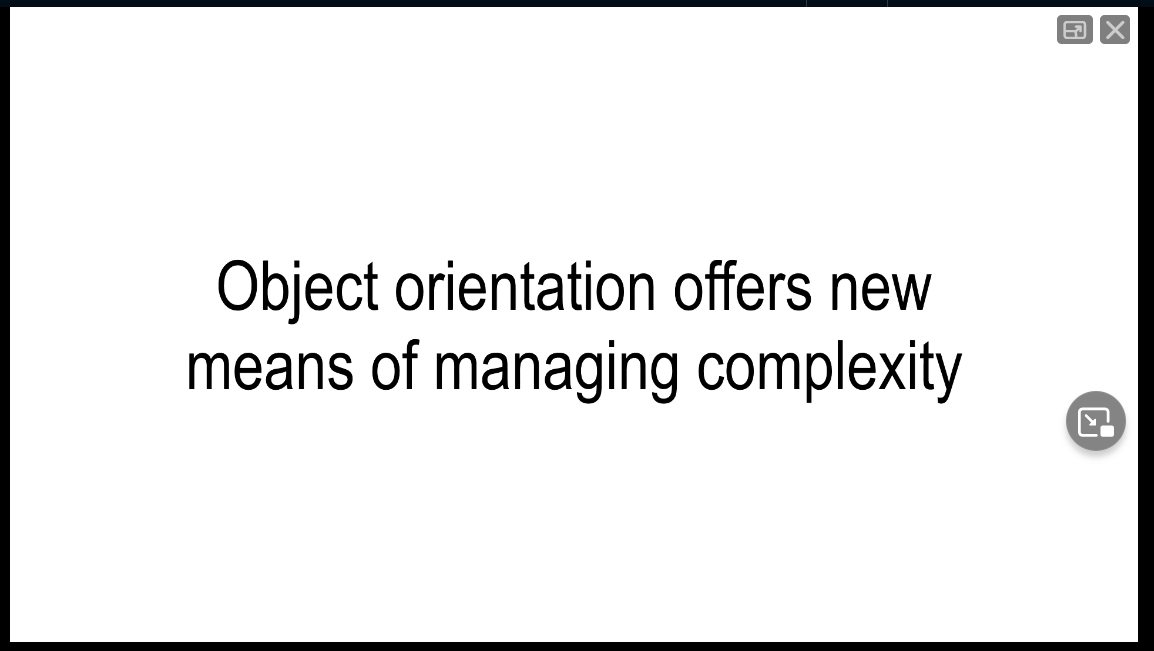 Object orientation offers new
means of managing complexity